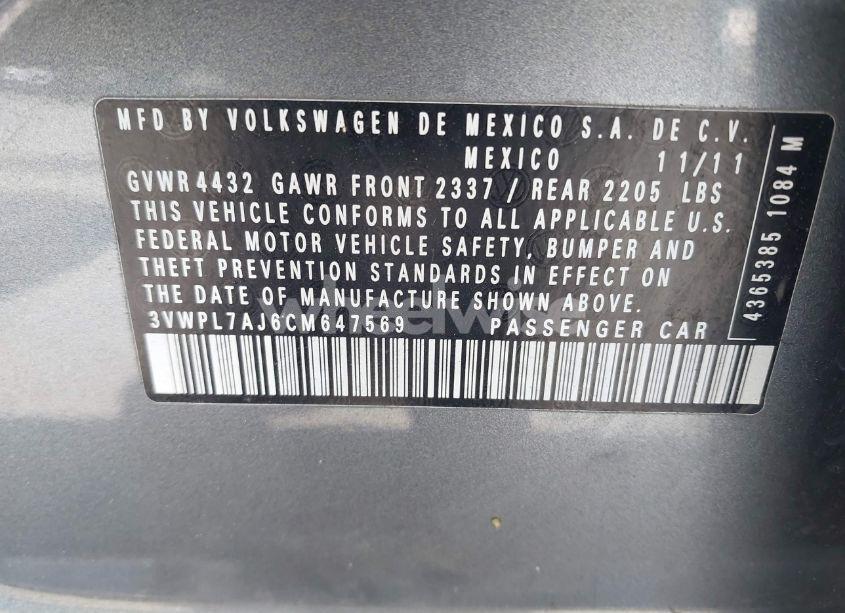 MFD BY VOLKSWAGEN DE MEXICO S.A. DE C.V.
MEXICO 11/11
GVWR 4432 GAWR FRONT 2337 / REAR 2205 LBS
THIS VEHICLE CONFORMS TO ALL APPLICABLE U.S.
FEDERAL MOTOR VEHICLE SAFETY, BUMPER AND
THEFT PREVENTION STANDARDS IN EFFECT ON
THE DATE OF MANUFACTURE SHOWN ABOVE.
3VWPL7AJ6CM647569 PASSENGER CAR
4365385 1084 M